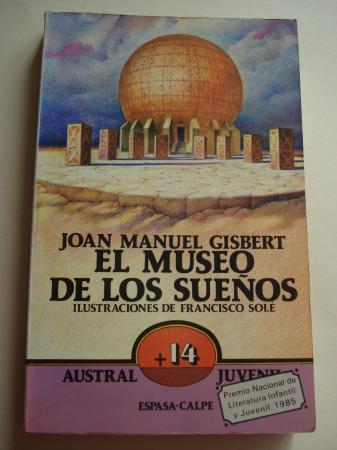 JOAN MANUEL GISBERT
EL MUSEO
DE LOS SUEÑOS
ILUSTRACIONES DE FRANCISCO SOLÉ
+14
AUSTRAL JUVENIL
Premio Nacional de
Literatura Infantil
y Juvenil 1985
ESPASA-CALPE